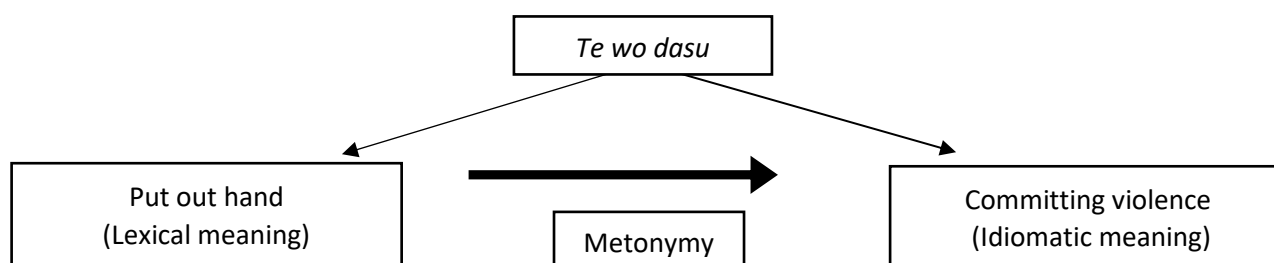 Te wo dasu
Put out hand
(Lexical meaning)
Metonymy
Committing violence
(Idiomatic meaning)